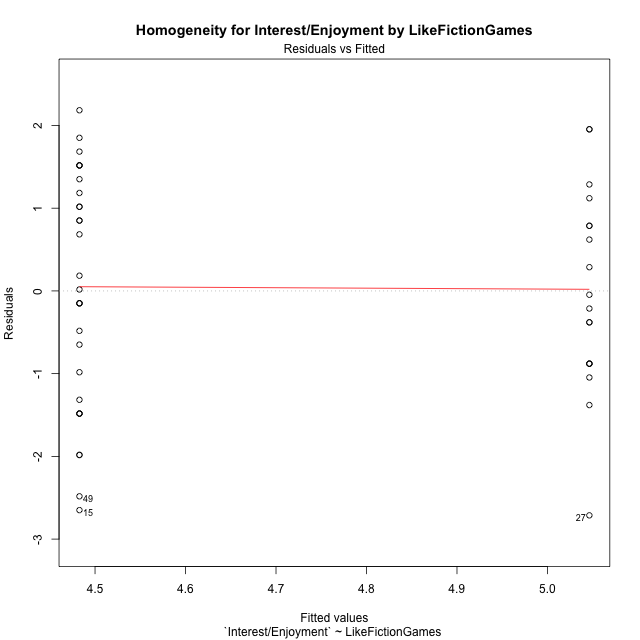 Homogeneity for Interest/Enjoyment by LikeFictionGames
Residuals vs Fitted
Residuals
2
1
0
-1
-2
-3
49
15
27
4.5 4.6 4.7 4.8 4.9 5.0
Fitted values
`Interest/Enjoyment` ~ LikeFictionGames